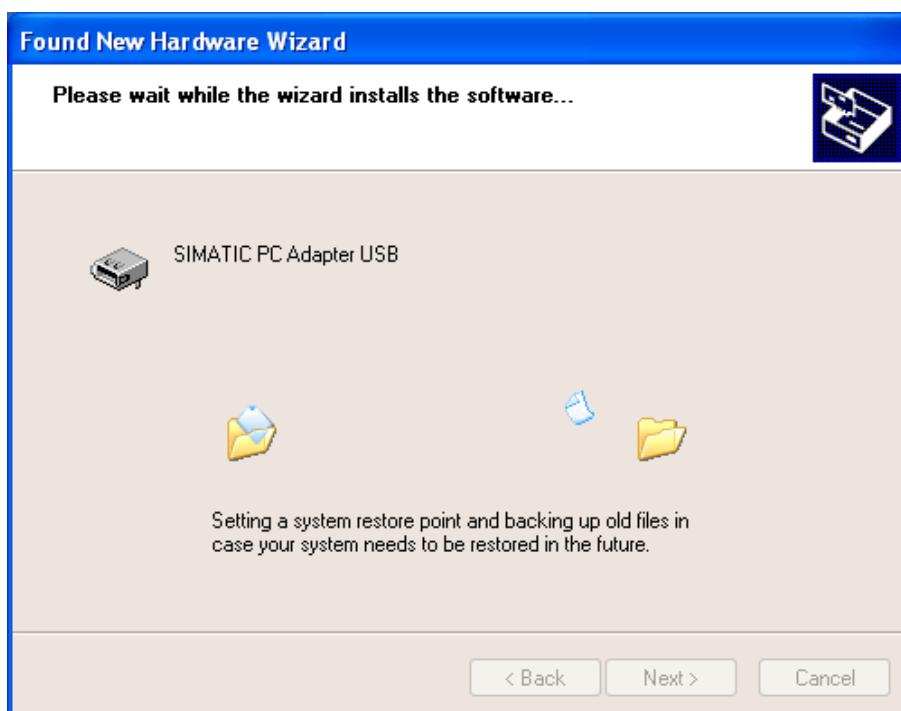 Found New Hardware Wizard
Please wait while the wizard installs the software...
SIMATIC PC Adapter USB
Setting a system restore point and backing up old files in
case your system needs to be restored in the future.
< Back
Next >
Cancel